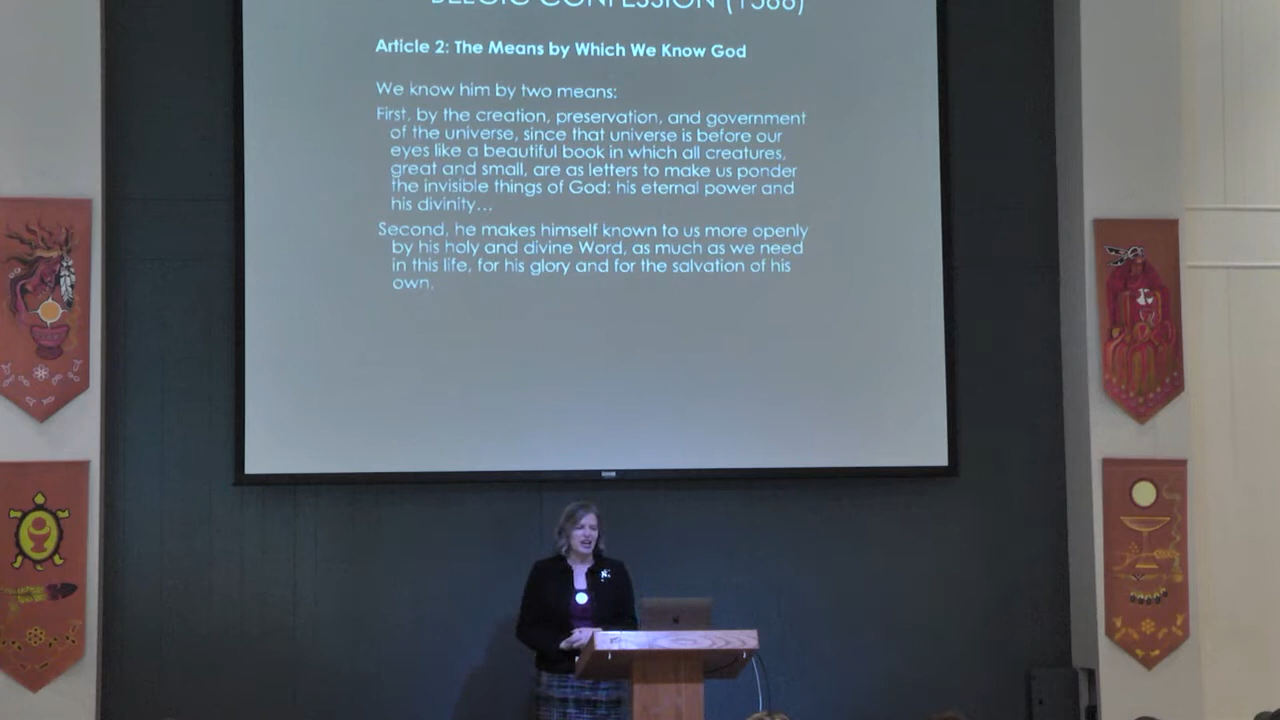 BELGIC CONFESSION (1566)
Article 2: The Means by Which We Know God
We know him by two means:
First, by the creation, preservation, and government
of the universe, since that universe is before our
eyes like a beautiful book in which all creatures,
great and small, are as letters to make us ponder
the invisible things of God: his eternal power and
his divinity...
Second, he makes himself known to us more openly
by his holy and divine Word, as much as we need
in this life, for his glory and for the salvation of his
own.